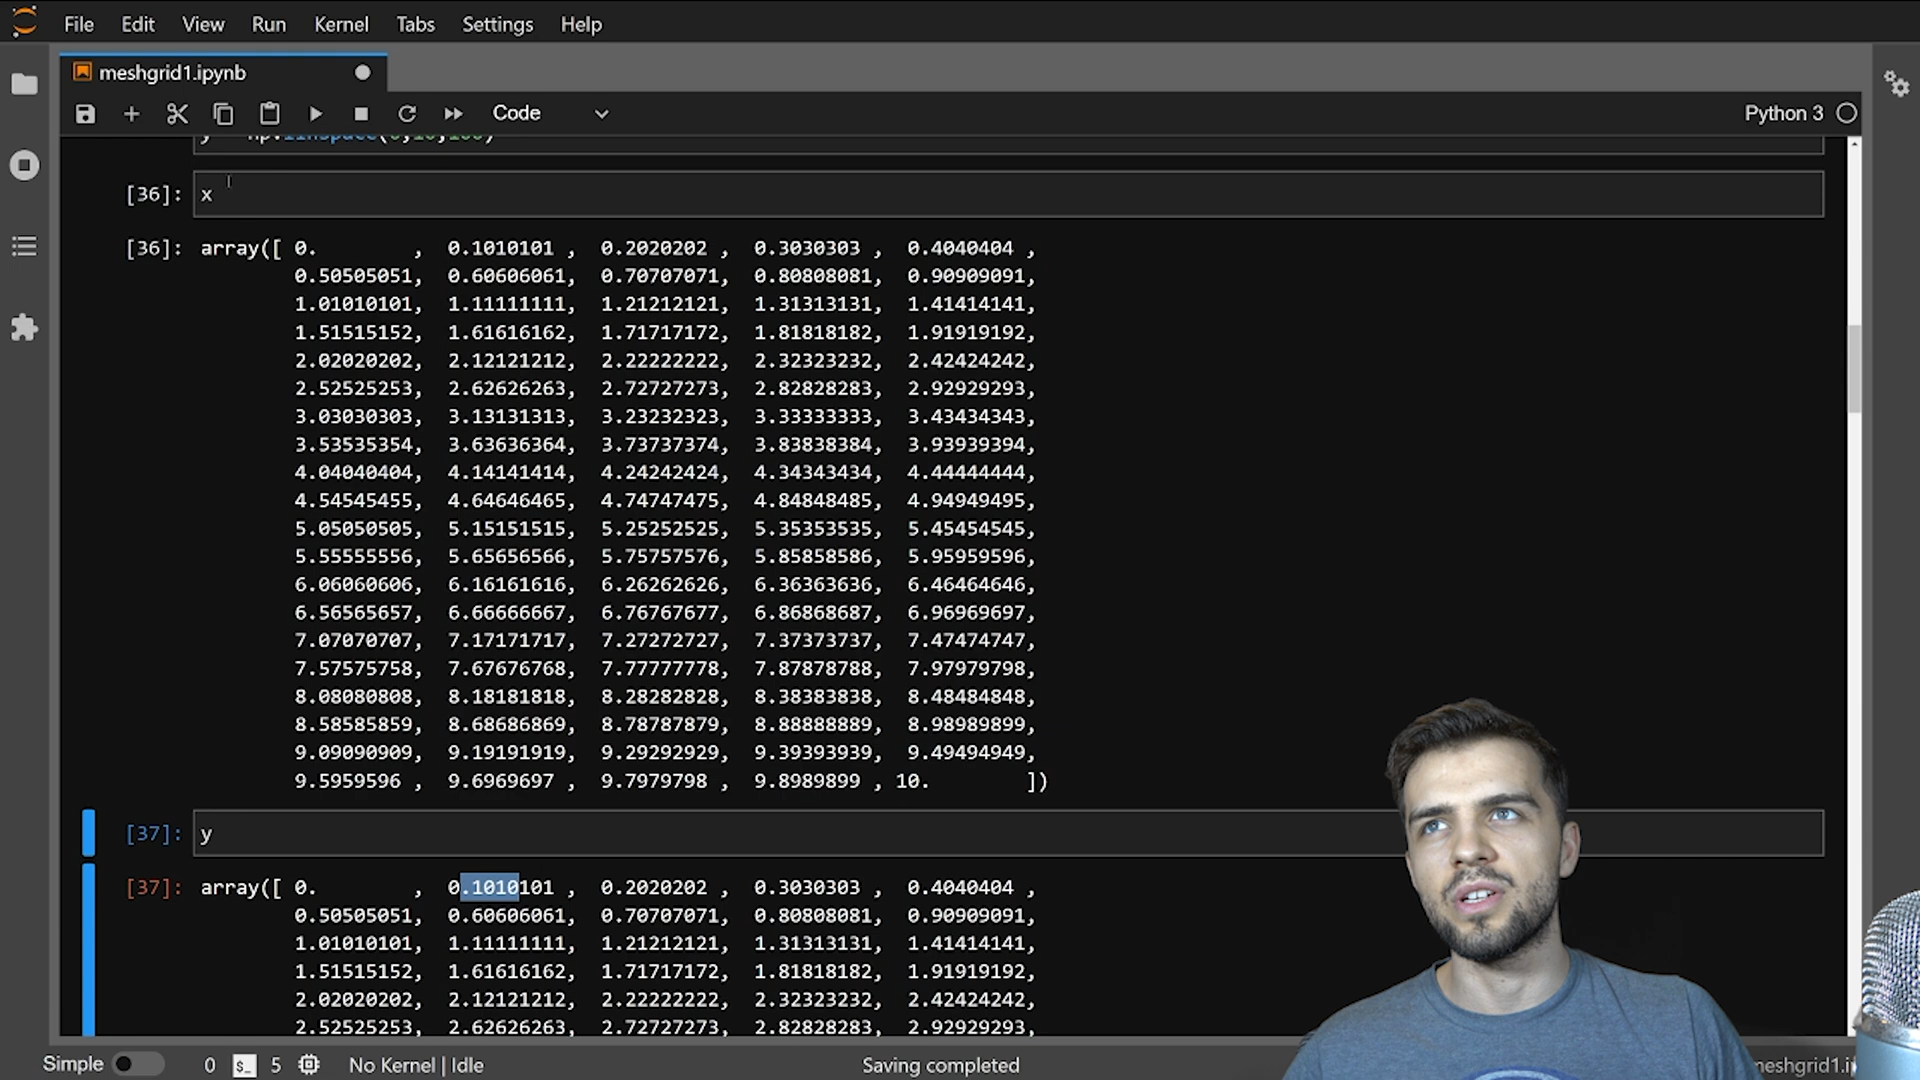 File Edit View Run Kernel Tabs Settings Help
meshgrid1.ipynb
Code
Python 3
[36]: x
[36]: array([ 0.        ,  0.1010101 ,  0.2020202 ,  0.3030303 ,  0.4040404 ,
0.50505051,  0.60606061,  0.70707071,  0.80808081,  0.90909091,
1.01010101,  1.11111111,  1.21212121,  1.31313131,  1.41414141,
1.51515152,  1.61616162,  1.71717172,  1.81818182,  1.91919192,
2.02020202,  2.12121212,  2.22222222,  2.32323232,  2.42424242,
2.52525253,  2.62626263,  2.72727273,  2.82828283,  2.92929293,
3.03030303,  3.13131313,  3.23232323,  3.33333333,  3.43434343,
3.53535354,  3.63636364,  3.73737374,  3.83838384,  3.93939394,
4.04040404,  4.14141414,  4.24242424,  4.34343434,  4.44444444,
4.54545455,  4.64646465,  4.74747475,  4.84848485,  4.94949495,
5.05050505,  5.15151515,  5.25252525,  5.35353535,  5.45454545,
5.55555556,  5.65656566,  5.75757576,  5.85858586,  5.95959596,
6.06060606,  6.16161616,  6.26262626,  6.36363636,  6.46464646,
6.56565657,  6.66666667,  6.76767677,  6.86868687,  6.96969697,
7.07070707,  7.17171717,  7.27272727,  7.37373737,  7.47474747,
7.57575758,  7.67676768,  7.77777778,  7.87878788,  7.97979798,
8.08080808,  8.18181818,  8.28282828,  8.38383838,  8.48484848,
8.58585859,  8.68686869,  8.78787879,  8.88888889,  8.98989899,
9.09090909,  9.19191919,  9.29292929,  9.39393939,  9.49494949,
9.5959596 ,  9.6969697 ,  9.7979798 ,  9.8989899 , 10.        ])
[37]: y
[37]: array([ 0.        ,  0.1010101 ,  0.2020202 ,  0.3030303 ,  0.4040404 ,
0.50505051,  0.60606061,  0.70707071,  0.80808081,  0.90909091,
1.01010101,  1.11111111,  1.21212121,  1.31313131,  1.41414141,
1.51515152,  1.61616162,  1.71717172,  1.81818182,  1.91919192,
2.02020202,  2.12121212,  2.22222222,  2.32323232,  2.42424242,
2.52525253,  2.62626263,  2.72727273,  2.82828283,  2.92929293,
Simple 0 $_ 5 No Kernel | Idle Saving completed